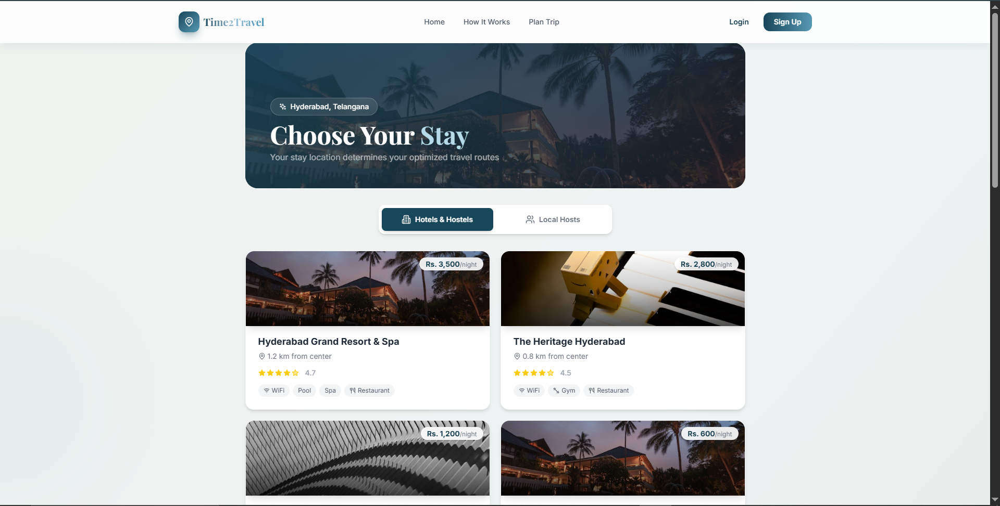 Time2Travel
Home
How It Works
Plan Trip
Login
Sign Up
Hyderabad, Telangana
Choose Your Stay
Your stay location determines your optimized travel routes
Hotels & Hostels
Local Hosts
Rs. 3,500/night
Hyderabad Grand Resort & Spa
1.2 km from center
4.7
WiFi
Pool
Spa
Restaurant
Rs. 2,800/night
The Heritage Hyderabad
0.8 km from center
4.5
WiFi
Gym
Restaurant
Rs. 1,200/night
Rs. 600/night